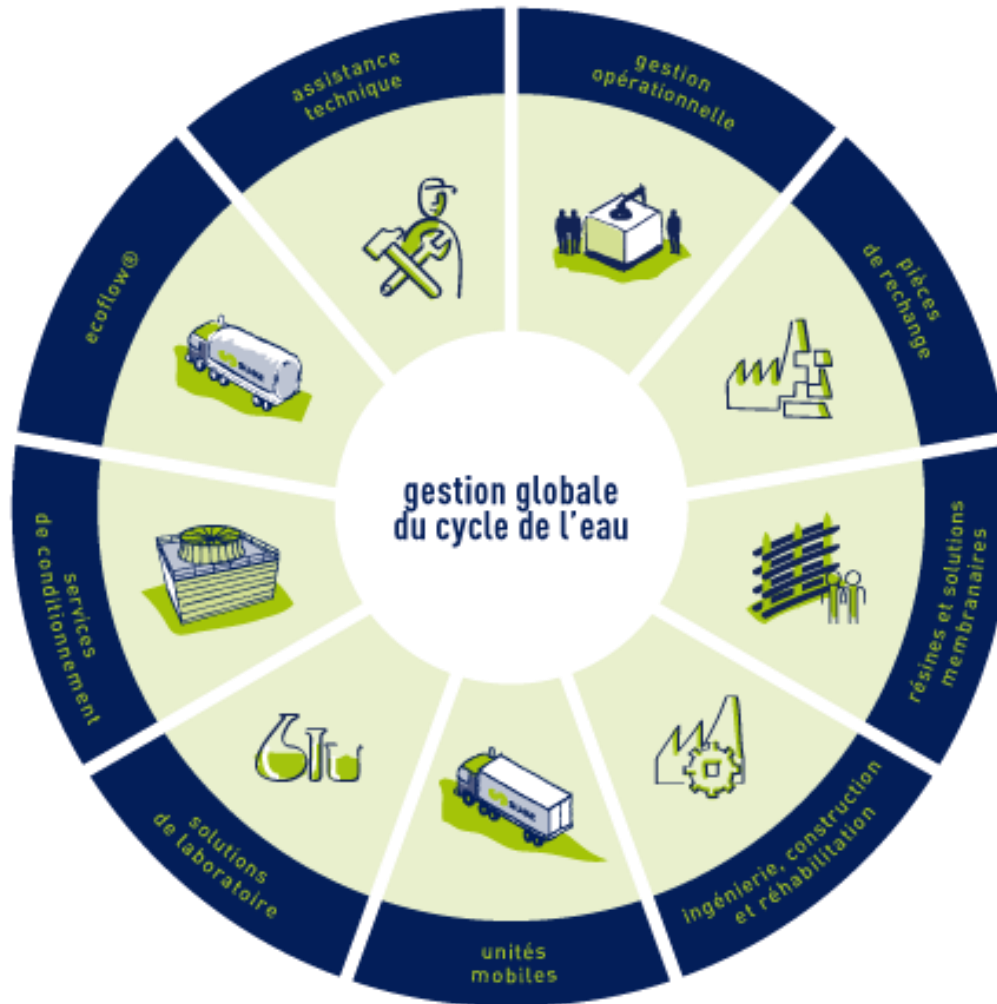 gestion globale
du cycle de l'eau
gestion
opérationnelle
pièces
de rechange
résines et solutions
membranaires
ingénierie, construction
et réhabilitation
unités
mobiles
solutions
de laboratoire
services
de conditionnement
ecoflow®
assistance
technique